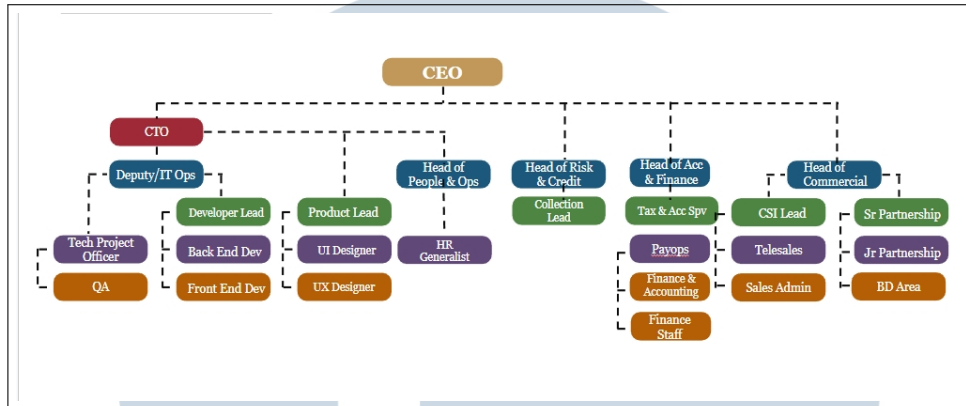 CEO
CTO
Deputy/IT Ops
Head of
People & Ops
Head of Risk
& Credit
Head of Acc
& Finance
Head of
Commercial
Developer Lead
Product Lead
Collection
Lead
Tax & Acc Spv
CSI Lead
Sr Partnership
Tech Project
Officer
Back End Dev
UI Designer
HR
Generalist
Payops
Telesales
Jr Partnership
QA
Front End Dev
UX Designer
Finance &
Accounting
Sales Admin
BD Area
Finance
Staff